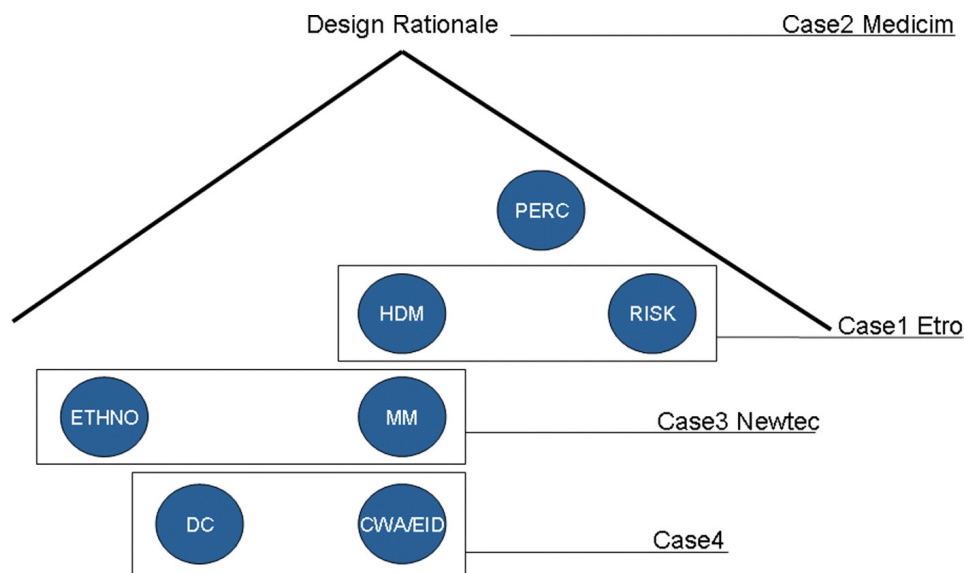 Design Rationale
Case2 Medicim
PERC
HDM
RISK
Case1 Etro
ETHNO
MM
Case3 Newtec
DC
CWA/EID
Case4